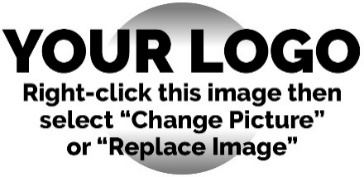 YOUR LOGO
Right-click this image then
select “Change Picture”
or “Replace Image”